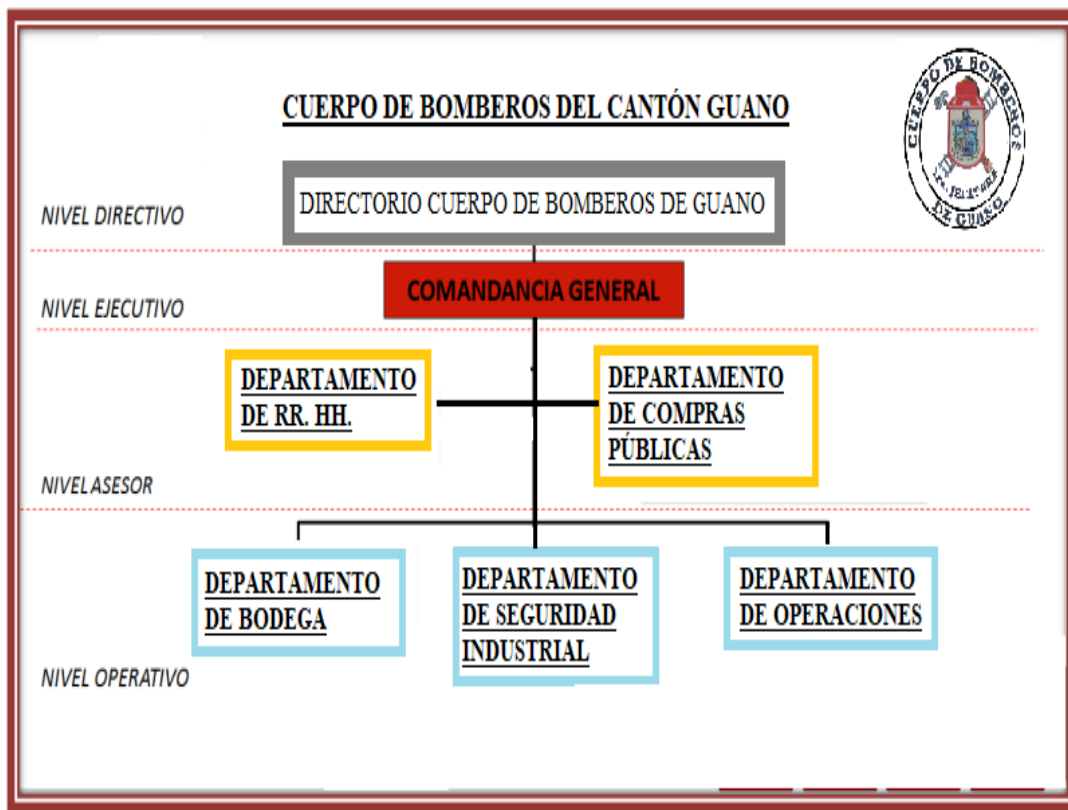 CUERPO DE BOMBEROS DEL CANTÓN GUANO
CUERPO DE BOMBEROS
DE GUANO
NIVEL DIRECTIVO
DIRECTORIO CUERPO DE BOMBEROS DE GUANO
NIVEL EJECUTIVO
COMANDANCIA GENERAL
DEPARTAMENTO
DE RR. HH.
DEPARTAMENTO
DE COMPRAS
PÚBLICAS
NIVEL ASESOR
DEPARTAMENTO
DE BODEGA
DEPARTAMENTO
DE SEGURIDAD
INDUSTRIAL
DEPARTAMENTO
DE OPERACIONES
NIVEL OPERATIVO